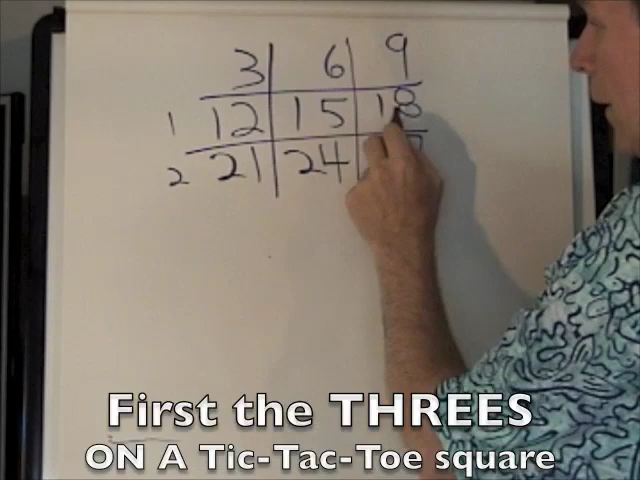 3 6 9
1 12 15 18
2 21 24
First the THREES
ON A Tic-Tac-Toe square